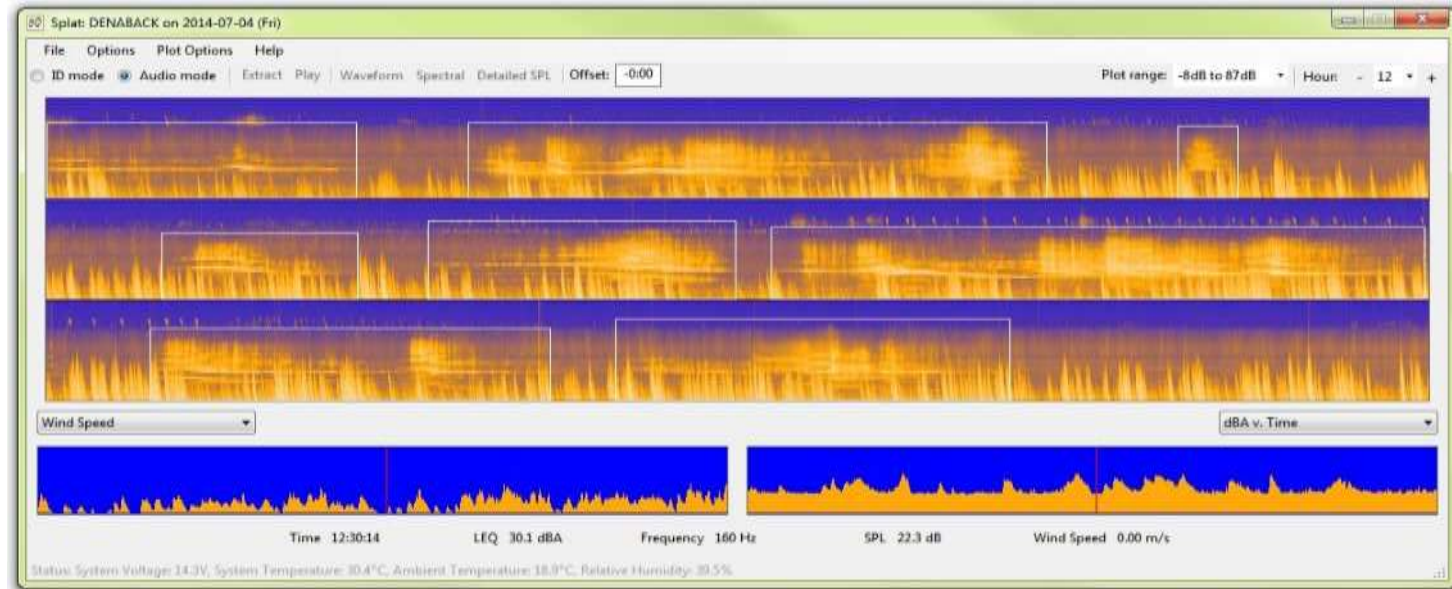 Splat: DENABACK on 2014-07-04 (Fri)
File Options Plot Options Help
ID mode Audio mode Extract Play Waveform Spectral Detailed SPL Offset: -0:00 Plot range: -8dB to 87dB Hour: - 12 +
Wind Speed dBA v. Time
Time 12:30:14 LEQ 30.1 dBA Frequency 160 Hz SPL 22.3 dB Wind Speed 0.00 m/s
Status: System Voltage: 14.3V, System Temperature: 30.4°C, Ambient Temperature: 18.9°C, Relative Humidity: 39.5%